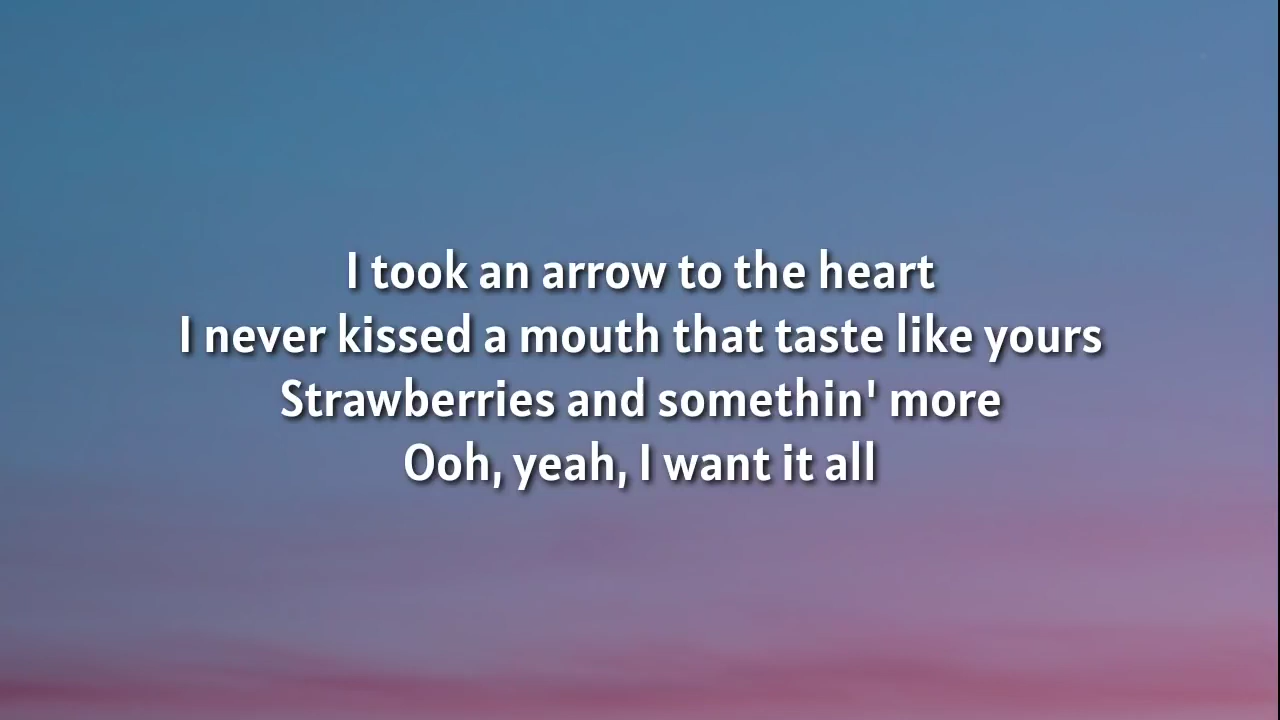 I took an arrow to the heart
I never kissed a mouth that taste like yours
Strawberries and somethin' more
Ooh, yeah, I want it all